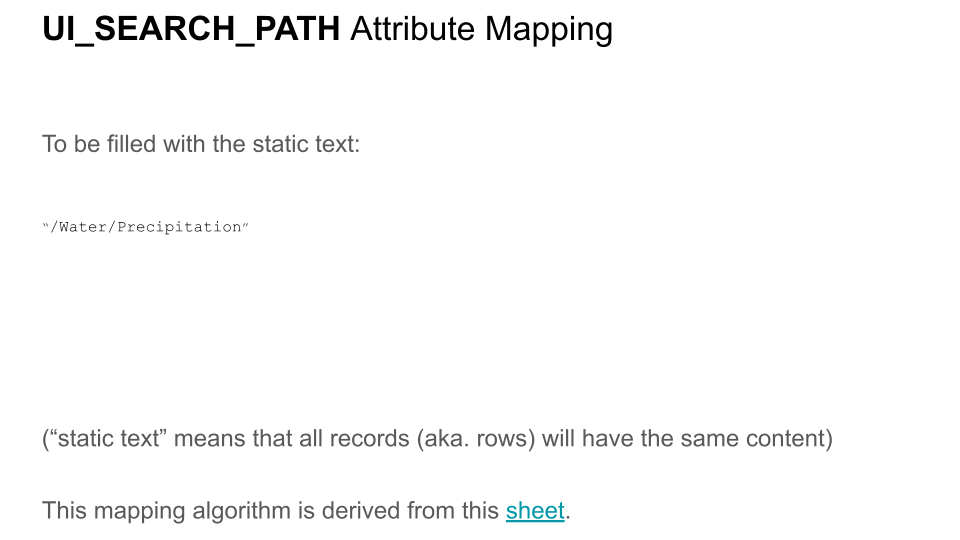 UI_SEARCH_PATH Attribute Mapping
To be filled with the static text:
“/Water/Precipitation”
(“static text” means that all records (aka. rows) will have the same content)
This mapping algorithm is derived from this sheet.